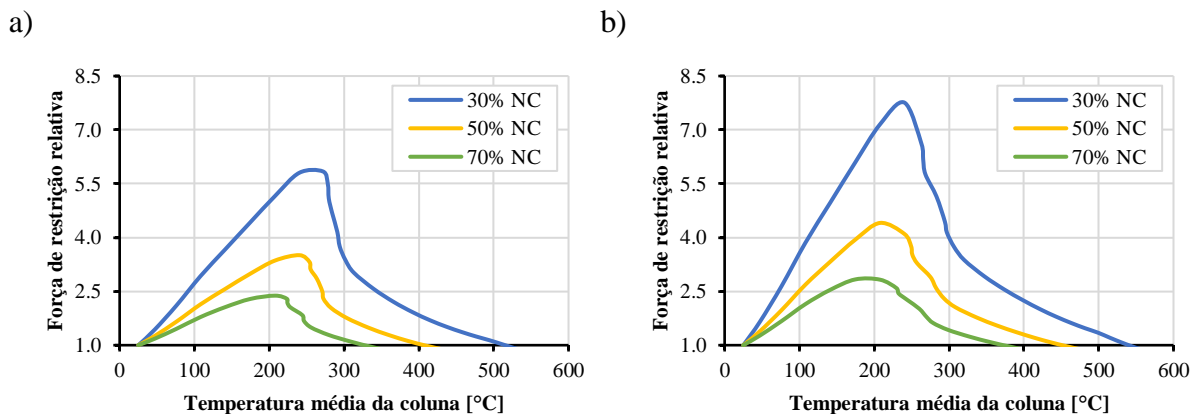 a)
8.5
7.0
5.5
4.0
2.5
1.0
Força de restrição relativa
30% NC
50% NC
70% NC
0 100 200 300 400 500 600
Temperatura média da coluna [°C]
b)
8.5
7.0
5.5
4.0
2.5
1.0
Força de restrição relativa
30% NC
50% NC
70% NC
0 100 200 300 400 500 600
Temperatura média da coluna [°C]